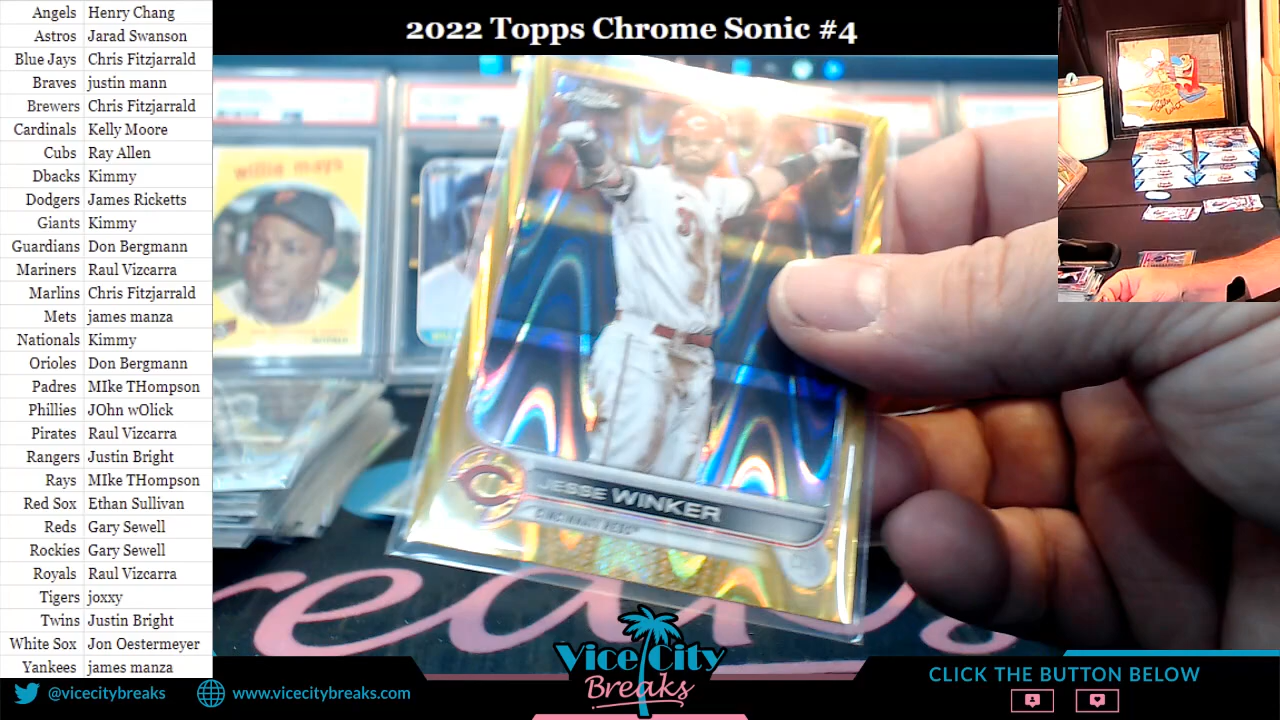 2022 Topps Chrome Sonic #4
Angels Henry Chang
Astros Jarad Swanson
Blue Jays Chris Fitzjarrald
Braves justin mann
Brewers Chris Fitzjarrald
Cardinals Kelly Moore
Cubs Ray Allen
Dbacks Kimmy
Dodgers James Ricketts
Giants Kimmy
Guardians Don Bergmann
Mariners Raul Vizcarra
Marlins Chris Fitzjarrald
Mets james manza
Nationals Kimmy
Orioles Don Bergmann
Padres MIke THompson
Phillies JOhn wOlick
Pirates Raul Vizcarra
Rangers Justin Bright
Rays MIke THompson
Red Sox Ethan Sullivan
Reds Gary Sewell
Rockies Gary Sewell
Royals Raul Vizcarra
Tigers joxxy
Twins Justin Bright
White Sox Jon Oestermeyer
Yankees james manza
willie mays
JESSE WINKER
CINCINNATI REDS
Vice City
Breaks
@vicecitybreaks www.vicecitybreaks.com
CLICK THE BUTTON BELOW